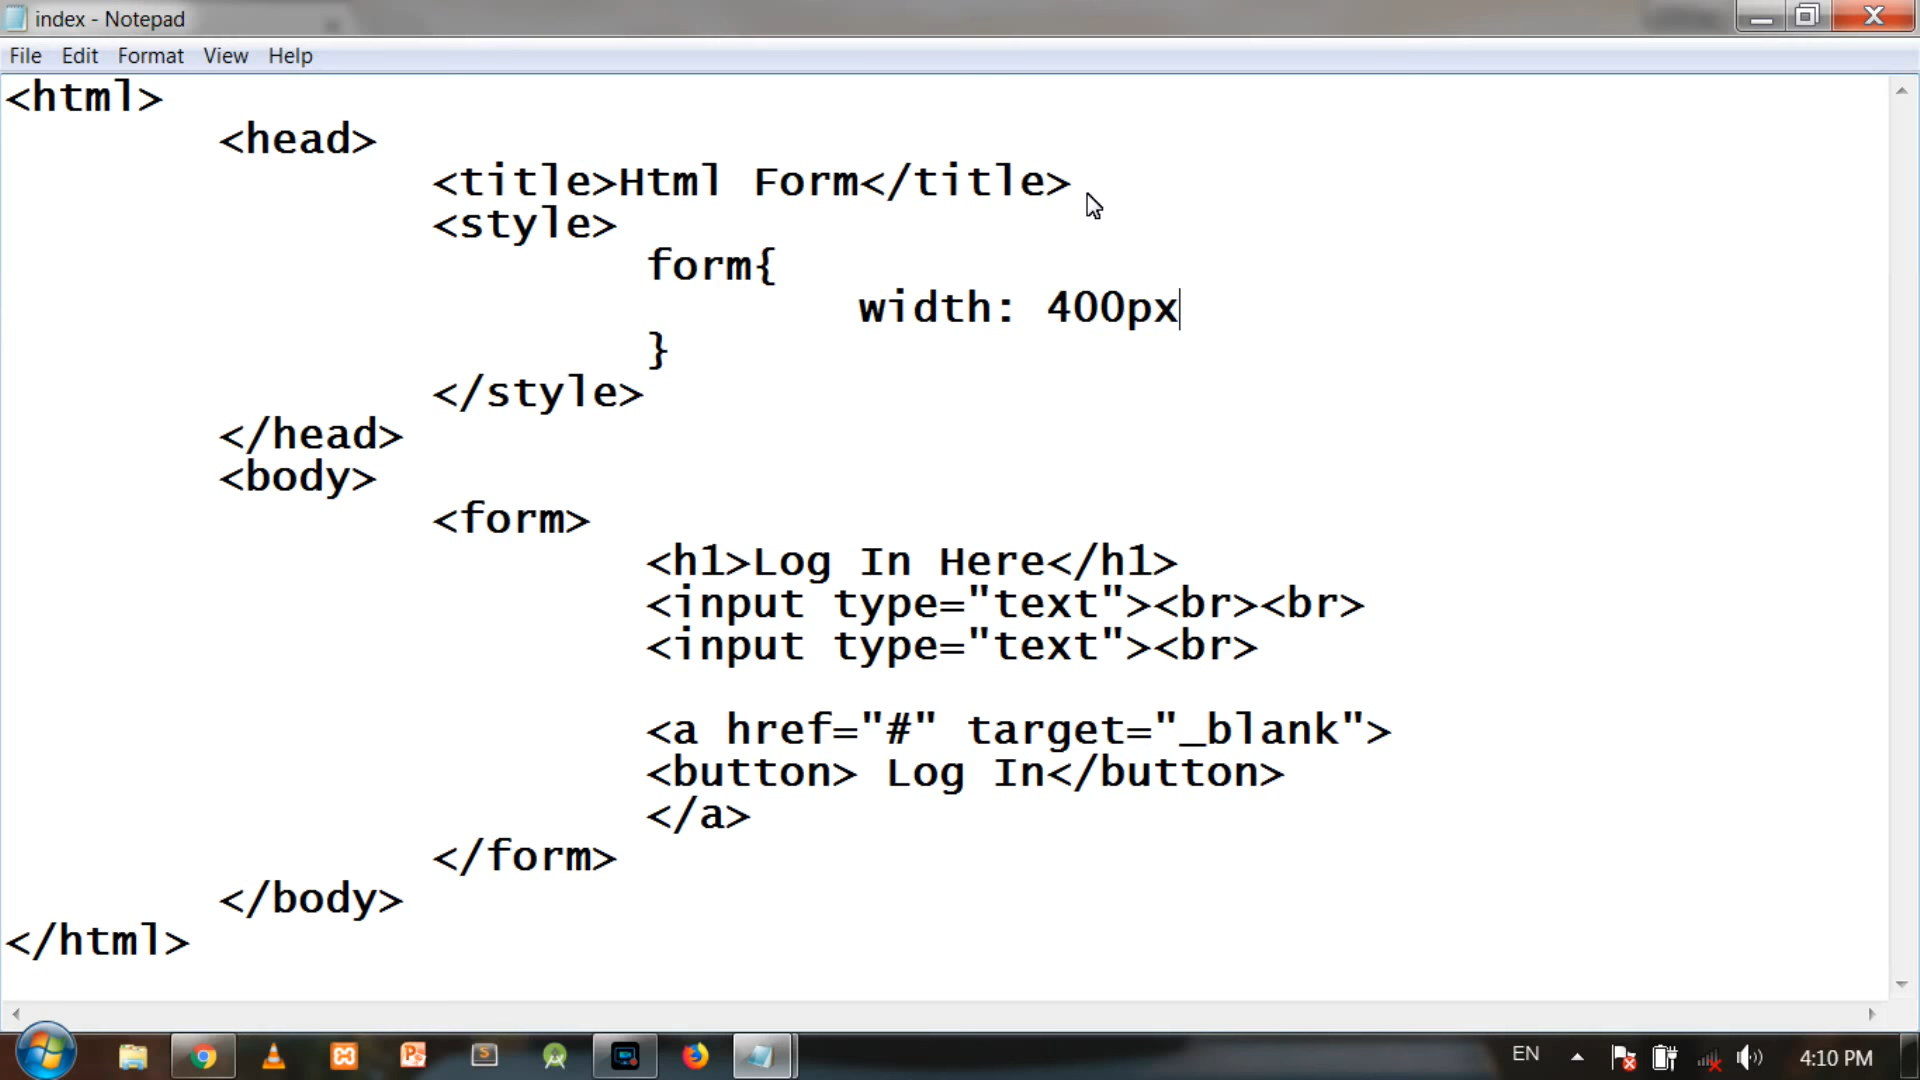 index - Notepad
File Edit Format View Help
<html>
<head>
<title>Html Form</title>
<style>
form{
width: 400px
}
</style>
</head>
<body>
<form>
<h1>Log In Here</h1>
<input type="text"><br><br>
<input type="text"><br>
<a href="#" target="_blank">
<button> Log In</button>
</a>
</form>
</body>
</html>
EN 4:10 PM